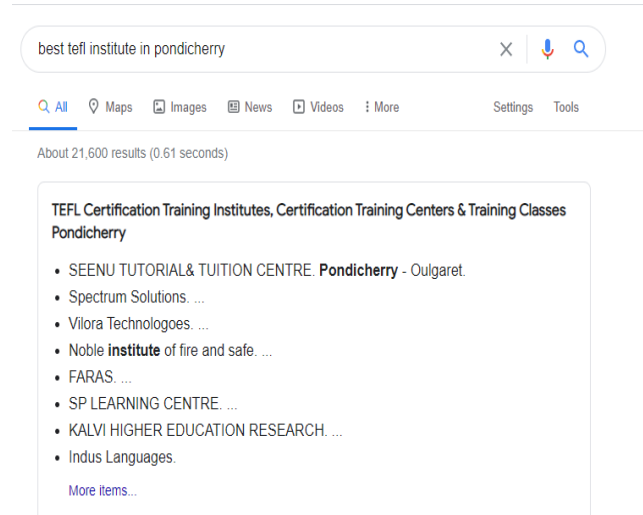 best tefl institute in pondicherry
All Maps Images News Videos More Settings Tools
About 21,600 results (0.61 seconds)
TEFL Certification Training Institutes, Certification Training Centers & Training Classes
Pondicherry
• SEENU TUTORIAL& TUITION CENTRE. Pondicherry - Oulgaret.
• Spectrum Solutions. ...
• Vilora Technologoes. ...
• Noble institute of fire and safe. ...
• FARAS. ...
• SP LEARNING CENTRE. ...
• KALVI HIGHER EDUCATION RESEARCH. ...
• Indus Languages.
More items...